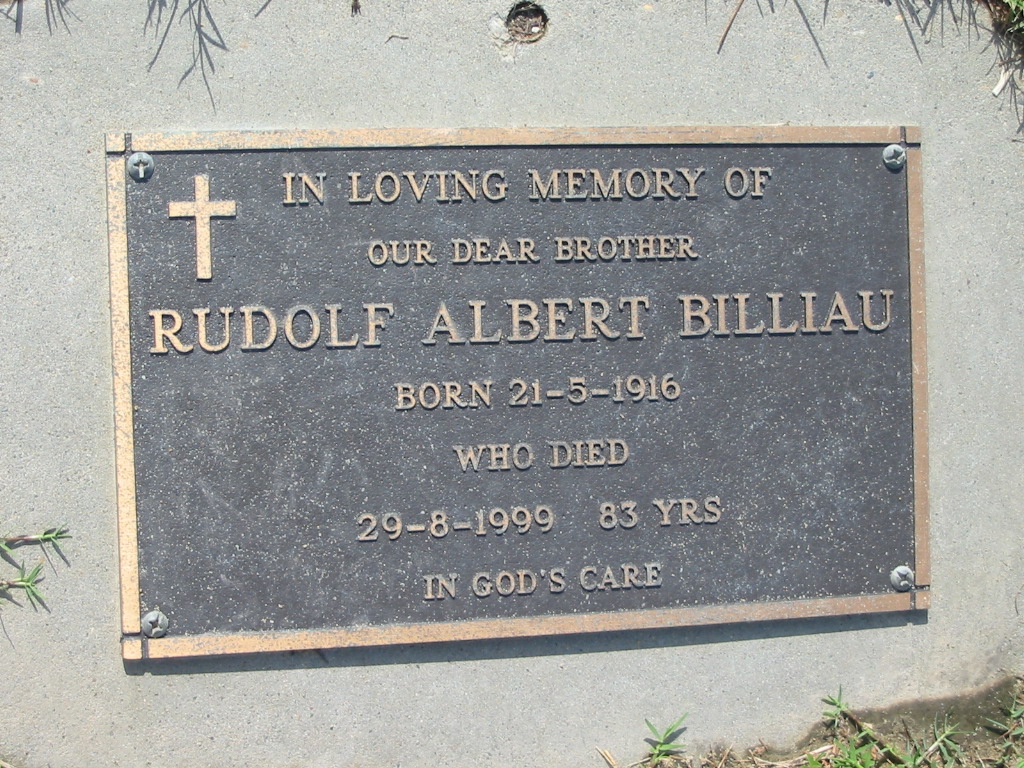 IN LOVING MEMORY OF
OUR DEAR BROTHER
RUDOLF ALBERT BILLIAU
BORN 21-5-1916
WHO DIED
29-8-1999 83 YRS
IN GOD'S CARE